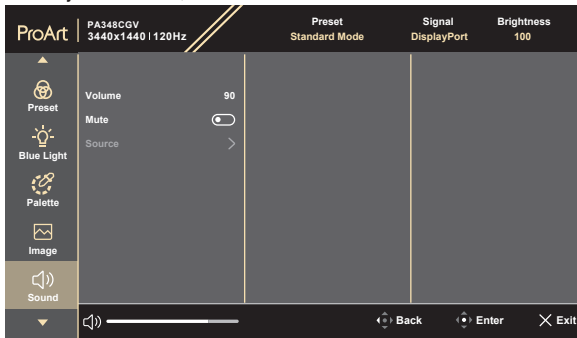 ProArt
PA348CGV
3440x1440 120Hz
Preset
Standard Mode
Signal
DisplayPort
Brightness
100
Preset
Blue Light
Palette
Image
Sound
Volume 90
Mute
Source
Back Enter Exit